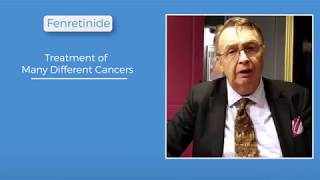 Fenretinide
Treatment of
Many Different Cancers